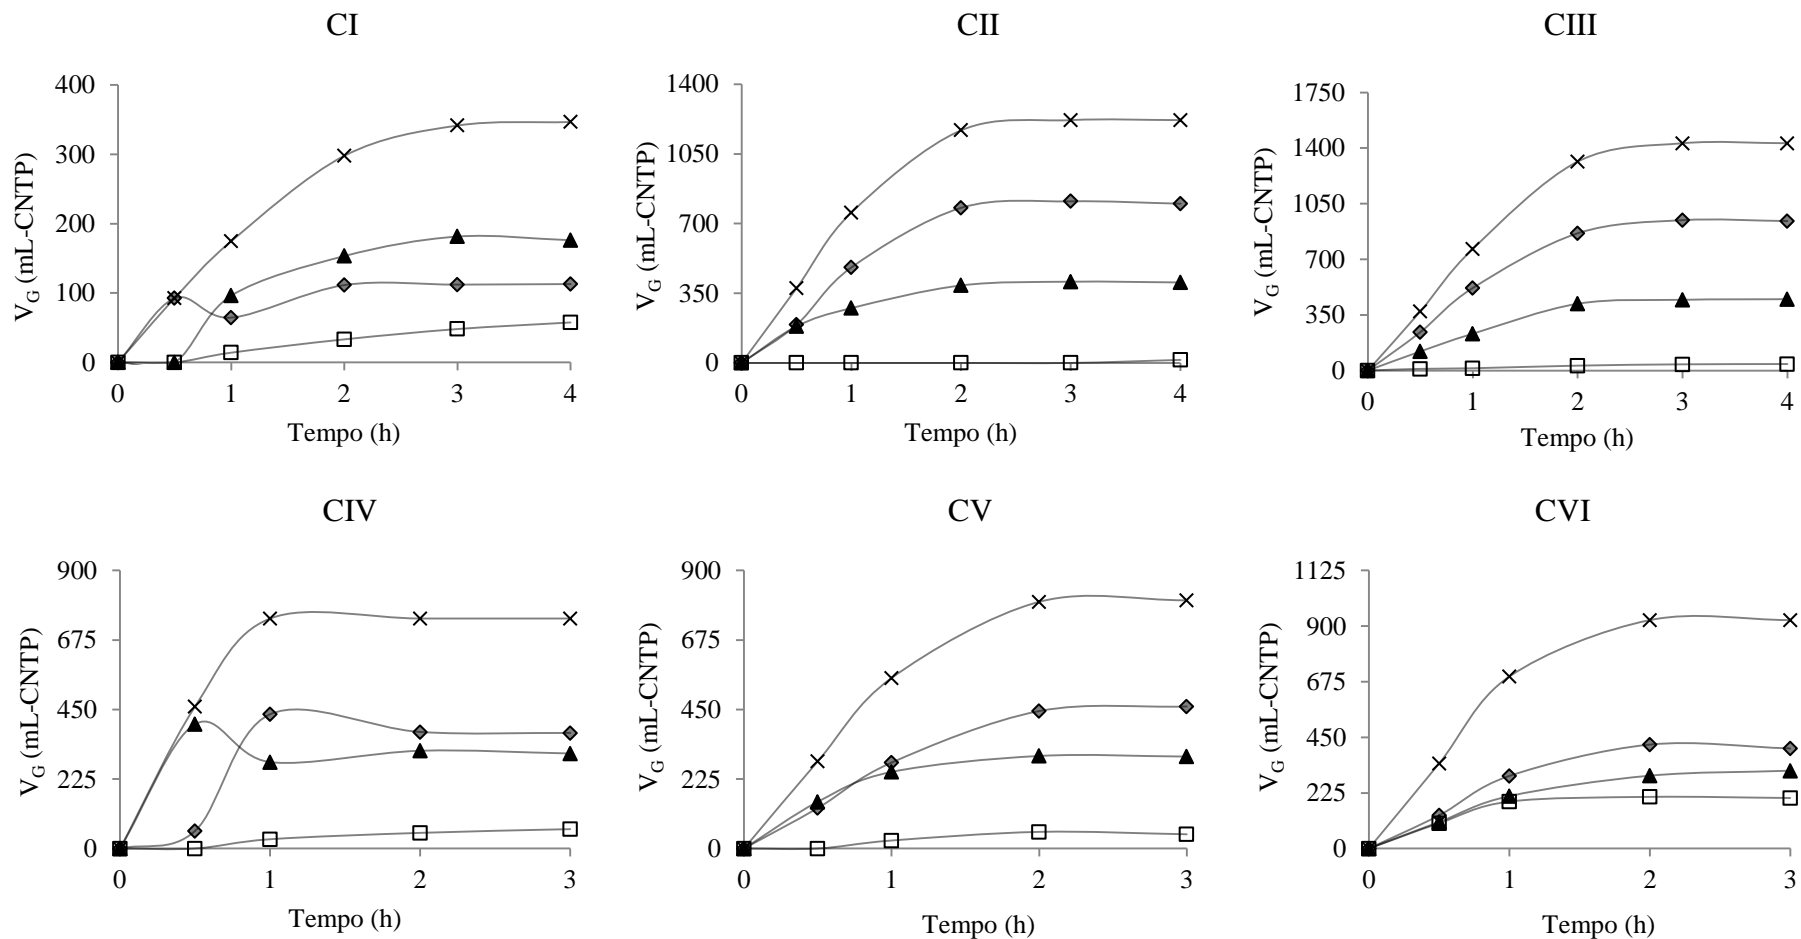 CI
400
300
200
100
0
V_G (mL-CNTP)
0 1 2 3 4
Tempo (h)
CII
1400
1050
700
350
0
V_G (mL-CNTP)
0 1 2 3 4
Tempo (h)
CIII
1750
1400
1050
700
350
0
V_G (mL-CNTP)
0 1 2 3 4
Tempo (h)
CIV
900
675
450
225
0
V_G (mL-CNTP)
0 1 2 3
Tempo (h)
CV
900
675
450
225
0
V_G (mL-CNTP)
0 1 2 3
Tempo (h)
CVI
1125
900
675
450
225
0
V_G (mL-CNTP)
0 1 2 3
Tempo (h)